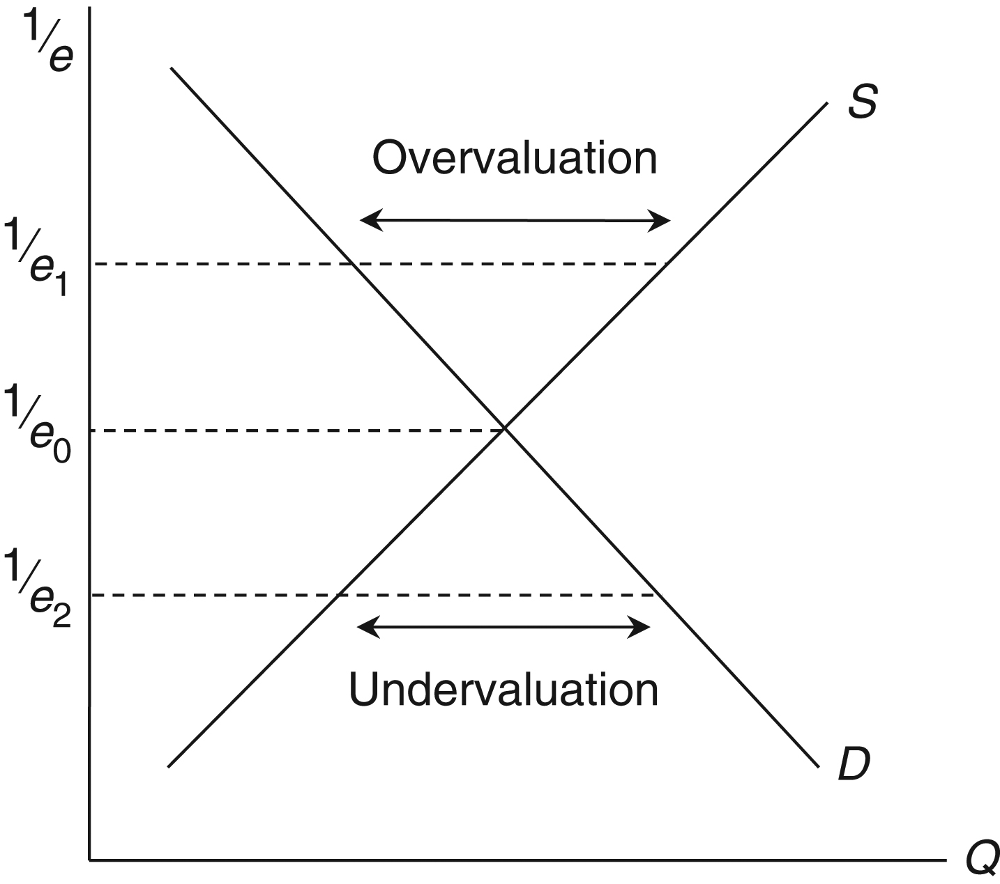 1/e
S
Overvaluation
1/e1
1/e0
1/e2
Undervaluation
D
Q